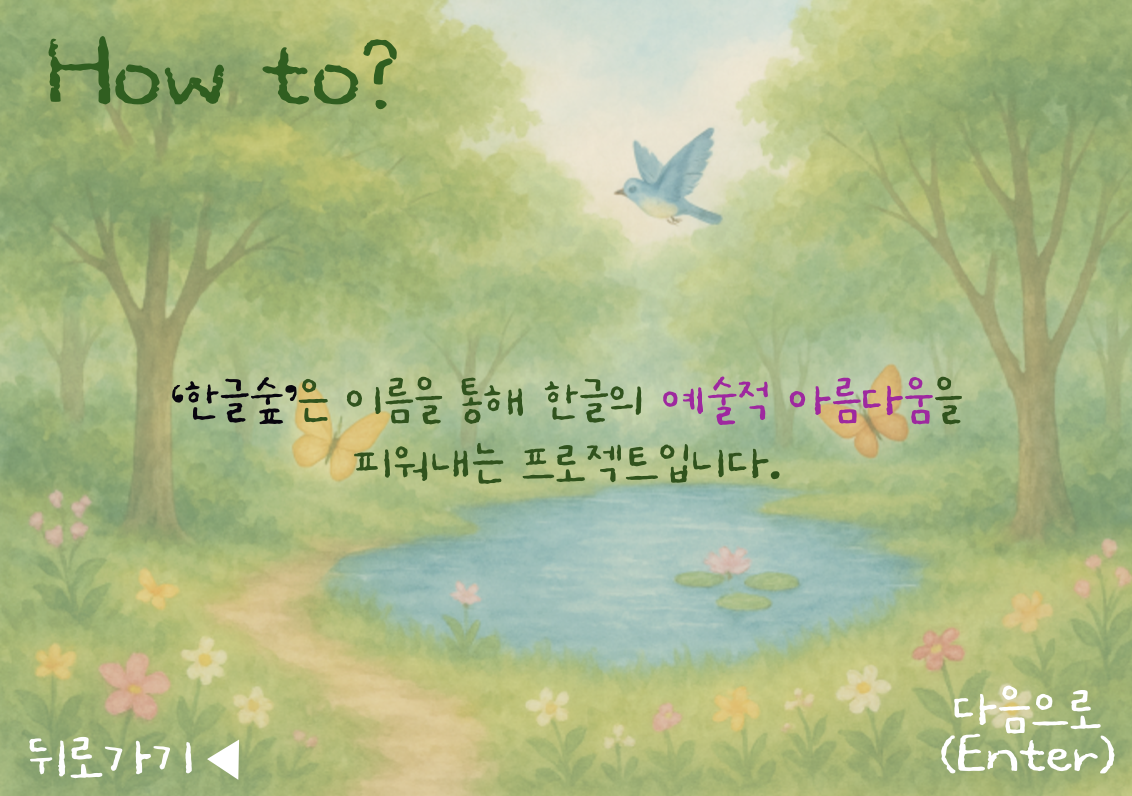 How to?
‘한글숲’은 이름을 통해 한글의 예술적 아름다움을
피워내는 프로젝트입니다.
뒤로가기 ◀
다음으로
(Enter)